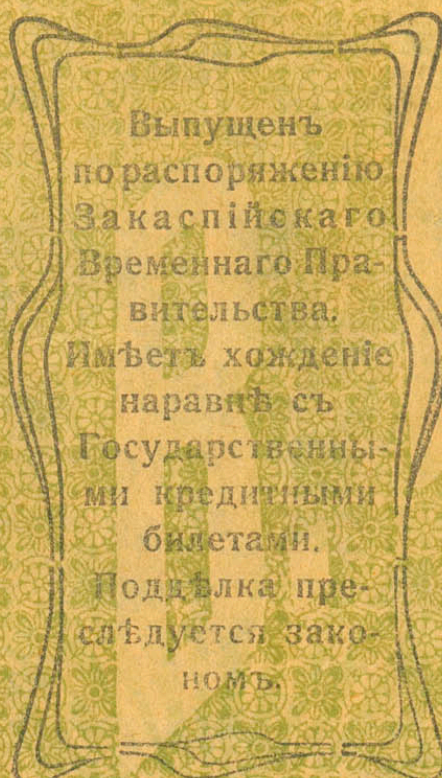 Выпущенъ
по распоряженію
Закаспійскаго
Временнаго Пра-
вительства.
Имѣетъ хожденіе
наравнѣ съ
Государственны-
ми кредитными
билетами.
Поддѣлка пре-
слѣдуется зако-
номъ.